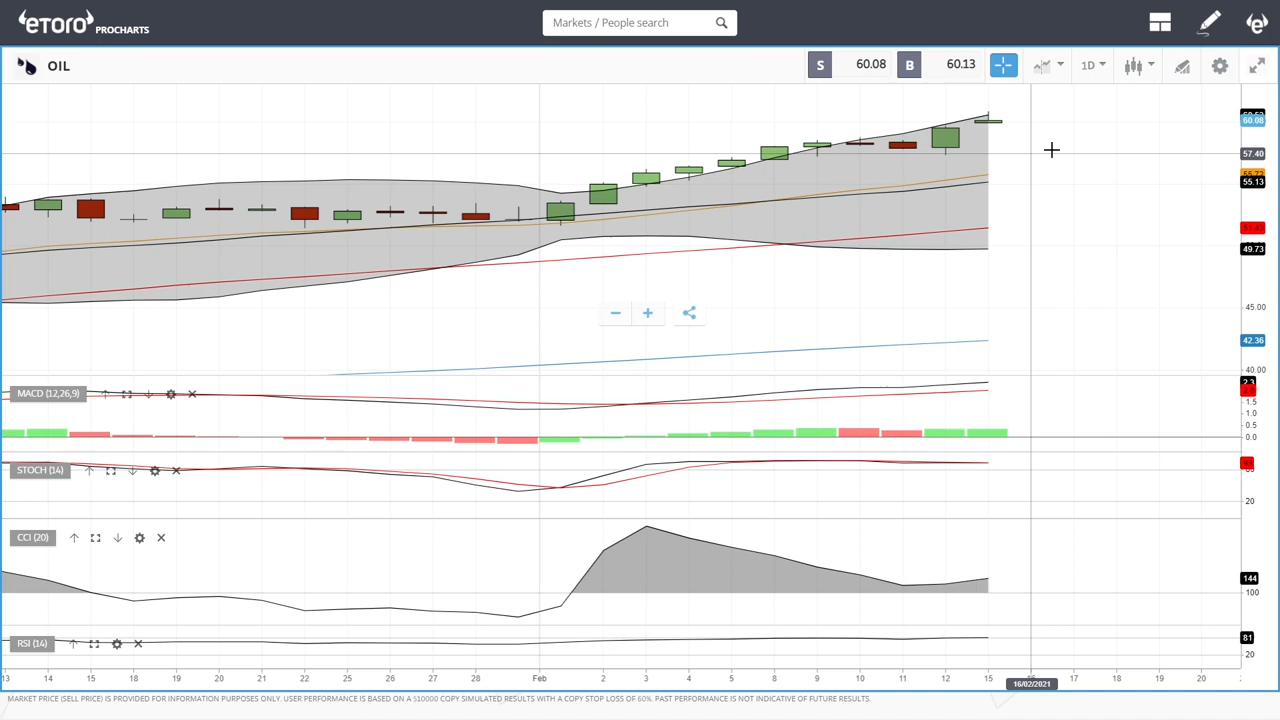 eToro PROCHARTS
Markets / People search
OIL
S 60.08 B 60.13
1D
60.08
57.40
55.13
49.73
45.00
42.36
40.00
MACD (12,26,9)
1.5
1.0
0.5
0.0
STOCH (14)
20
CCI (20)
144
100
RSI (14)
81
20
13 14 15 18 19 20 21 22 25 26 27 28 Feb 2 3 4 5 8 9 10 11 12 15 17 18 19 20
16/02/2021
MARKET PRICE (SELL PRICE) IS PROVIDED FOR INFORMATION PURPOSES ONLY. USER PERFORMANCE IS BASED ON A $10000 COPY SIMULATED RESULTS WITH A COPY STOP LOSS OF 60%. PAST PERFORMANCE IS NOT INDICATIVE OF FUTURE RESULTS.